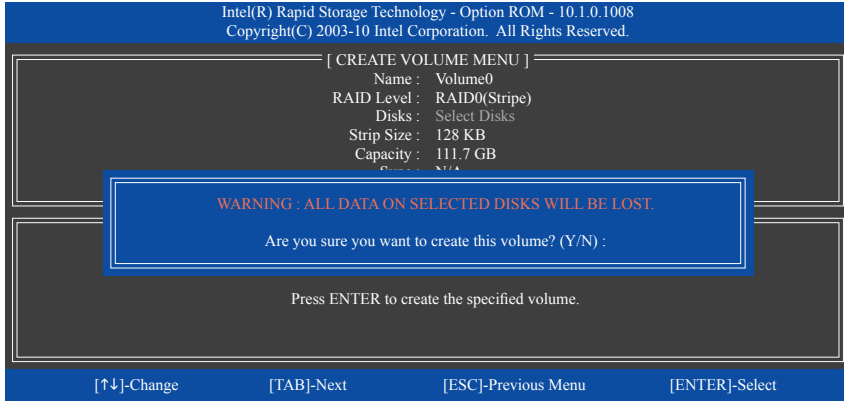 Intel(R) Rapid Storage Technology - Option ROM - 10.1.0.1008
Copyright(C) 2003-10 Intel Corporation. All Rights Reserved.
[ CREATE VOLUME MENU ]
Name : Volume0
RAID Level : RAID0(Stripe)
Disks : Select Disks
Strip Size : 128 KB
Capacity : 111.7 GB
Sync : N/A
WARNING : ALL DATA ON SELECTED DISKS WILL BE LOST.
Are you sure you want to create this volume? (Y/N) :
Press ENTER to create the specified volume.
[↑↓]-Change [TAB]-Next [ESC]-Previous Menu [ENTER]-Select